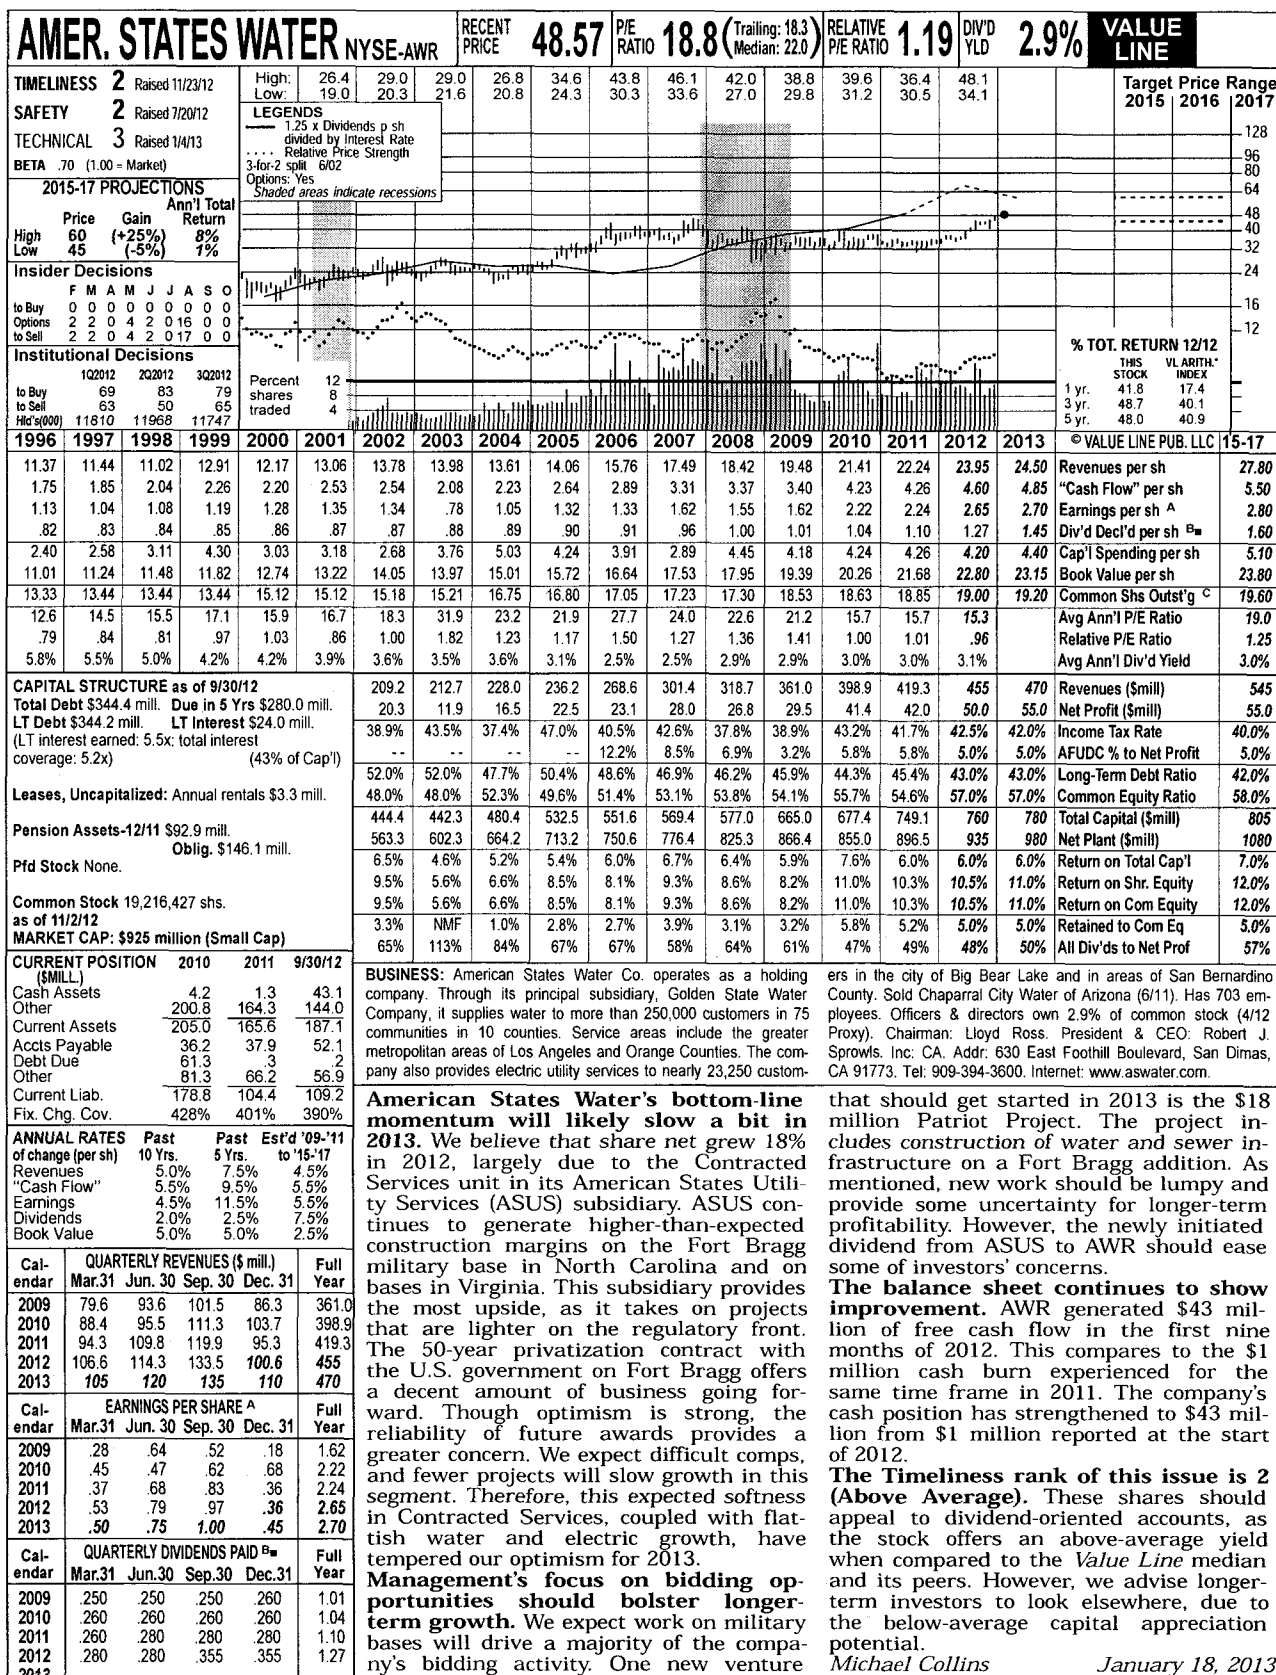 AMER. STATES WATER NYSE-AWR
RECENT PRICE 48.57
P/E RATIO 18.8 (Trailing: 18.3 Median: 22.0)
RELATIVE P/E RATIO 1.19
DIV'D YLD 2.9%
VALUE LINE
TIMELINESS 2 Raised 11/23/12
SAFETY 2 Raised 7/20/12
TECHNICAL 3 Raised 1/4/13
BETA .70 (1.00 = Market)
2015-17 PROJECTIONS
Ann'l Total
Price Gain Return
High 60 (+25%) 8%
Low 45 (-5%) 1%
Insider Decisions
F M A M J J A S O
to Buy 0 0 0 0 0 0 0 0 0
Options 2 2 0 4 2 0 16 0 0
to Sell 2 2 0 4 2 0 17 0 0
Institutional Decisions
1Q2012 2Q2012 3Q2012
to Buy 69 83 79
to Sell 63 50 65
Hld's(000) 11810 11968 11747
High: 26.4 29.0 29.0 26.8 34.6 43.8 46.1 42.0 38.8 39.6 36.4 48.1
Low: 19.0 20.3 21.6 20.8 24.3 30.3 33.6 27.0 29.8 31.2 30.5 34.1
LEGENDS
1.25 x Dividends p sh
divided by Interest Rate
. . . . Relative Price Strength
3-for-2 split 6/02
Options: Yes
Shaded areas indicate recessions
Target Price Range
2015 2016 2017
128
96
80
64
48
40
32
24
16
12
Percent 12
shares 8
traded 4
% TOT. RETURN 12/12
THIS STOCK VL ARITH.* INDEX
1 yr. 41.8 17.4
3 yr. 48.7 40.1
5 yr. 48.0 40.9
1996 1997 1998 1999 2000 2001 2002 2003 2004 2005 2006 2007 2008 2009 2010 2011 2012 2013 © VALUE LINE PUB. LLC 15-17
11.37 11.44 11.02 12.91 12.17 13.06 13.78 13.98 13.61 14.06 15.76 17.49 18.42 19.48 21.41 22.24 23.95 24.50 Revenues per sh 27.80
1.75 1.85 2.04 2.26 2.20 2.53 2.54 2.08 2.23 2.64 2.89 3.31 3.37 3.40 4.23 4.26 4.60 4.85 "Cash Flow" per sh 5.50
1.13 1.04 1.08 1.19 1.28 1.35 1.34 .78 1.05 1.32 1.33 1.62 1.55 1.62 2.22 2.24 2.65 2.70 Earnings per sh A 2.80
.82 .83 .84 .85 .86 .87 .87 .88 .89 .90 .91 .96 1.00 1.01 1.04 1.10 1.27 1.45 Div'd Decl'd per sh B■ 1.60
2.40 2.58 3.11 4.30 3.03 3.18 2.68 3.76 5.03 4.24 3.91 2.89 4.45 4.18 4.24 4.26 4.20 4.40 Cap'l Spending per sh 5.10
11.01 11.24 11.48 11.82 12.74 13.22 14.05 13.97 15.01 15.72 16.64 17.53 17.95 19.39 20.26 21.68 22.80 23.15 Book Value per sh 23.80
13.33 13.44 13.44 13.44 15.12 15.12 15.18 15.21 16.75 16.80 17.05 17.23 17.30 18.53 18.63 18.85 19.00 19.20 Common Shs Outst'g C 19.60
12.6 14.5 15.5 17.1 15.9 16.7 18.3 31.9 23.2 21.9 27.7 24.0 22.6 21.2 15.7 15.7 15.3 Avg Ann'l P/E Ratio 19.0
.79 .84 .81 .97 1.03 .86 1.00 1.82 1.23 1.17 1.50 1.27 1.36 1.41 1.00 1.01 .96 Relative P/E Ratio 1.25
5.8% 5.5% 5.0% 4.2% 4.2% 3.9% 3.6% 3.5% 3.6% 3.1% 2.5% 2.5% 2.9% 2.9% 3.0% 3.0% 3.1% Avg Ann'l Div'd Yield 3.0%
CAPITAL STRUCTURE as of 9/30/12
Total Debt $344.4 mill. Due in 5 Yrs $280.0 mill.
LT Debt $344.2 mill. LT Interest $24.0 mill.
(LT interest earned: 5.5x; total interest
coverage: 5.2x) (43% of Cap'l)
Leases, Uncapitalized: Annual rentals $3.3 mill.
Pension Assets-12/11 $92.9 mill.
Oblig. $146.1 mill.
Pfd Stock None.
Common Stock 19,216,427 shs.
as of 11/2/12
MARKET CAP: $925 million (Small Cap)
209.2 212.7 228.0 236.2 268.6 301.4 318.7 361.0 398.9 419.3 455 470 Revenues ($mill) 545
20.3 11.9 16.5 22.5 23.1 28.0 26.8 29.5 41.4 42.0 50.0 55.0 Net Profit ($mill) 55.0
38.9% 43.5% 37.4% 47.0% 40.5% 42.6% 37.8% 38.9% 43.2% 41.7% 42.5% 42.0% Income Tax Rate 40.0%
-- -- -- -- 12.2% 8.5% 6.9% 3.2% 5.8% 5.8% 5.0% 5.0% AFUDC % to Net Profit 5.0%
52.0% 52.0% 47.7% 50.4% 48.6% 46.9% 46.2% 45.9% 44.3% 45.4% 43.0% 43.0% Long-Term Debt Ratio 42.0%
48.0% 48.0% 52.3% 49.6% 51.4% 53.1% 53.8% 54.1% 55.7% 54.6% 57.0% 57.0% Common Equity Ratio 58.0%
444.4 442.3 480.4 532.5 551.6 569.4 577.0 665.0 677.4 749.1 760 780 Total Capital ($mill) 805
563.3 602.3 664.2 713.2 750.6 776.4 825.3 866.4 855.0 896.5 935 980 Net Plant ($mill) 1080
6.5% 4.6% 5.2% 5.4% 6.0% 6.7% 6.4% 5.9% 7.6% 6.0% 6.0% 6.0% Return on Total Cap'l 7.0%
9.5% 5.6% 6.6% 8.5% 8.1% 9.3% 8.6% 8.2% 11.0% 10.3% 10.5% 11.0% Return on Shr. Equity 12.0%
9.5% 5.6% 6.6% 8.5% 8.1% 9.3% 8.6% 8.2% 11.0% 10.3% 10.5% 11.0% Return on Com Equity 12.0%
3.3% NMF 1.0% 2.8% 2.7% 3.9% 3.1% 3.2% 5.8% 5.2% 5.0% 5.0% Retained to Com Eq 5.0%
65% 113% 84% 67% 67% 58% 64% 61% 47% 49% 48% 50% All Div'ds to Net Prof 57%
CURRENT POSITION 2010 2011 9/30/12
($MILL.)
Cash Assets 4.2 1.3 43.1
Other 200.8 164.3 144.0
Current Assets 205.0 165.6 187.1
Accts Payable 36.2 37.9 52.1
Debt Due 61.3 .3 .2
Other 81.3 66.2 56.9
Current Liab. 178.8 104.4 109.2
Fix. Chg. Cov. 428% 401% 390%
ANNUAL RATES Past Past Est'd '09-'11
of change (per sh) 10 Yrs. 5 Yrs. to '15-'17
Revenues 5.0% 7.5% 4.5%
"Cash Flow" 5.5% 9.5% 5.5%
Earnings 4.5% 11.5% 5.5%
Dividends 2.0% 2.5% 7.5%
Book Value 5.0% 5.0% 2.5%
Cal- QUARTERLY REVENUES ($ mill.) Full
endar Mar.31 Jun. 30 Sep. 30 Dec. 31 Year
2009 79.6 93.6 101.5 86.3 361.0
2010 88.4 95.5 111.3 103.7 398.9
2011 94.3 109.8 119.9 95.3 419.3
2012 106.6 114.3 133.5 100.6 455
2013 105 120 135 110 470
Cal- EARNINGS PER SHARE A Full
endar Mar.31 Jun. 30 Sep. 30 Dec. 31 Year
2009 .28 .64 .52 .18 1.62
2010 .45 .47 .62 .68 2.22
2011 .37 .68 .83 .36 2.24
2012 .53 .79 .97 .36 2.65
2013 .50 .75 1.00 .45 2.70
Cal- QUARTERLY DIVIDENDS PAID B■ Full
endar Mar.31 Jun.30 Sep.30 Dec.31 Year
2009 .250 .250 .250 .260 1.01
2010 .260 .260 .260 .260 1.04
2011 .260 .280 .280 .280 1.10
2012 .280 .280 .355 .355 1.27
2013
BUSINESS: American States Water Co. operates as a holding
company. Through its principal subsidiary, Golden State Water
Company, it supplies water to more than 250,000 customers in 75
communities in 10 counties. Service areas include the greater
metropolitan areas of Los Angeles and Orange Counties. The com-
pany also provides electric utility services to nearly 23,250 custom-
ers in the city of Big Bear Lake and in areas of San Bernardino
County. Sold Chaparral City Water of Arizona (6/11). Has 703 em-
ployees. Officers & directors own 2.9% of common stock (4/12
Proxy). Chairman: Lloyd Ross. President & CEO: Robert J.
Sprowls. Inc: CA. Addr: 630 East Foothill Boulevard, San Dimas,
CA 91773. Tel: 909-394-3600. Internet: www.aswater.com.
American States Water's bottom-line
momentum will likely slow a bit in
2013. We believe that share net grew 18%
in 2012, largely due to the Contracted
Services unit in its American States Utili-
ty Services (ASUS) subsidiary. ASUS con-
tinues to generate higher-than-expected
construction margins on the Fort Bragg
military base in North Carolina and on
bases in Virginia. This subsidiary provides
the most upside, as it takes on projects
that are lighter on the regulatory front.
The 50-year privatization contract with
the U.S. government on Fort Bragg offers
a decent amount of business going for-
ward. Though optimism is strong, the
reliability of future awards provides a
greater concern. We expect difficult comps,
and fewer projects will slow growth in this
segment. Therefore, this expected softness
in Contracted Services, coupled with flat-
tish water and electric growth, have
tempered our optimism for 2013.
Management's focus on bidding op-
portunities should bolster longer-
term growth. We expect work on military
bases will drive a majority of the compa-
ny's bidding activity. One new venture
that should get started in 2013 is the $18
million Patriot Project. The project in-
cludes construction of water and sewer in-
frastructure on a Fort Bragg addition. As
mentioned, new work should be lumpy and
provide some uncertainty for longer-term
profitability. However, the newly initiated
dividend from ASUS to AWR should ease
some of investors' concerns.
The balance sheet continues to show
improvement. AWR generated $43 mil-
lion of free cash flow in the first nine
months of 2012. This compares to the $1
million cash burn experienced for the
same time frame in 2011. The company's
cash position has strengthened to $43 mil-
lion from $1 million reported at the start
of 2012.
The Timeliness rank of this issue is 2
(Above Average). These shares should
appeal to dividend-oriented accounts, as
the stock offers an above-average yield
when compared to the Value Line median
and its peers. However, we advise longer-
term investors to look elsewhere, due to
the below-average capital appreciation
potential.
Michael Collins January 18, 2013